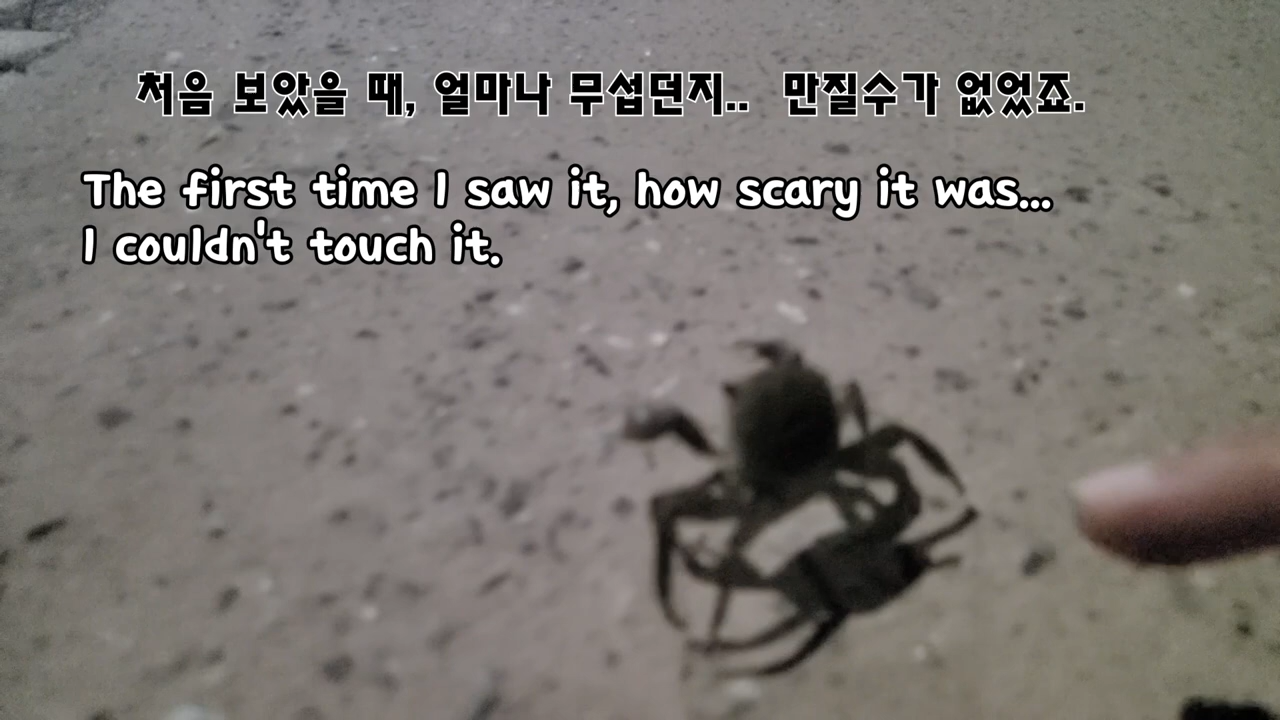 처음 보았을 때, 얼마나 무섭던지.. 만질수가 없었죠.
The first time I saw it, how scary it was...
I couldn't touch it.